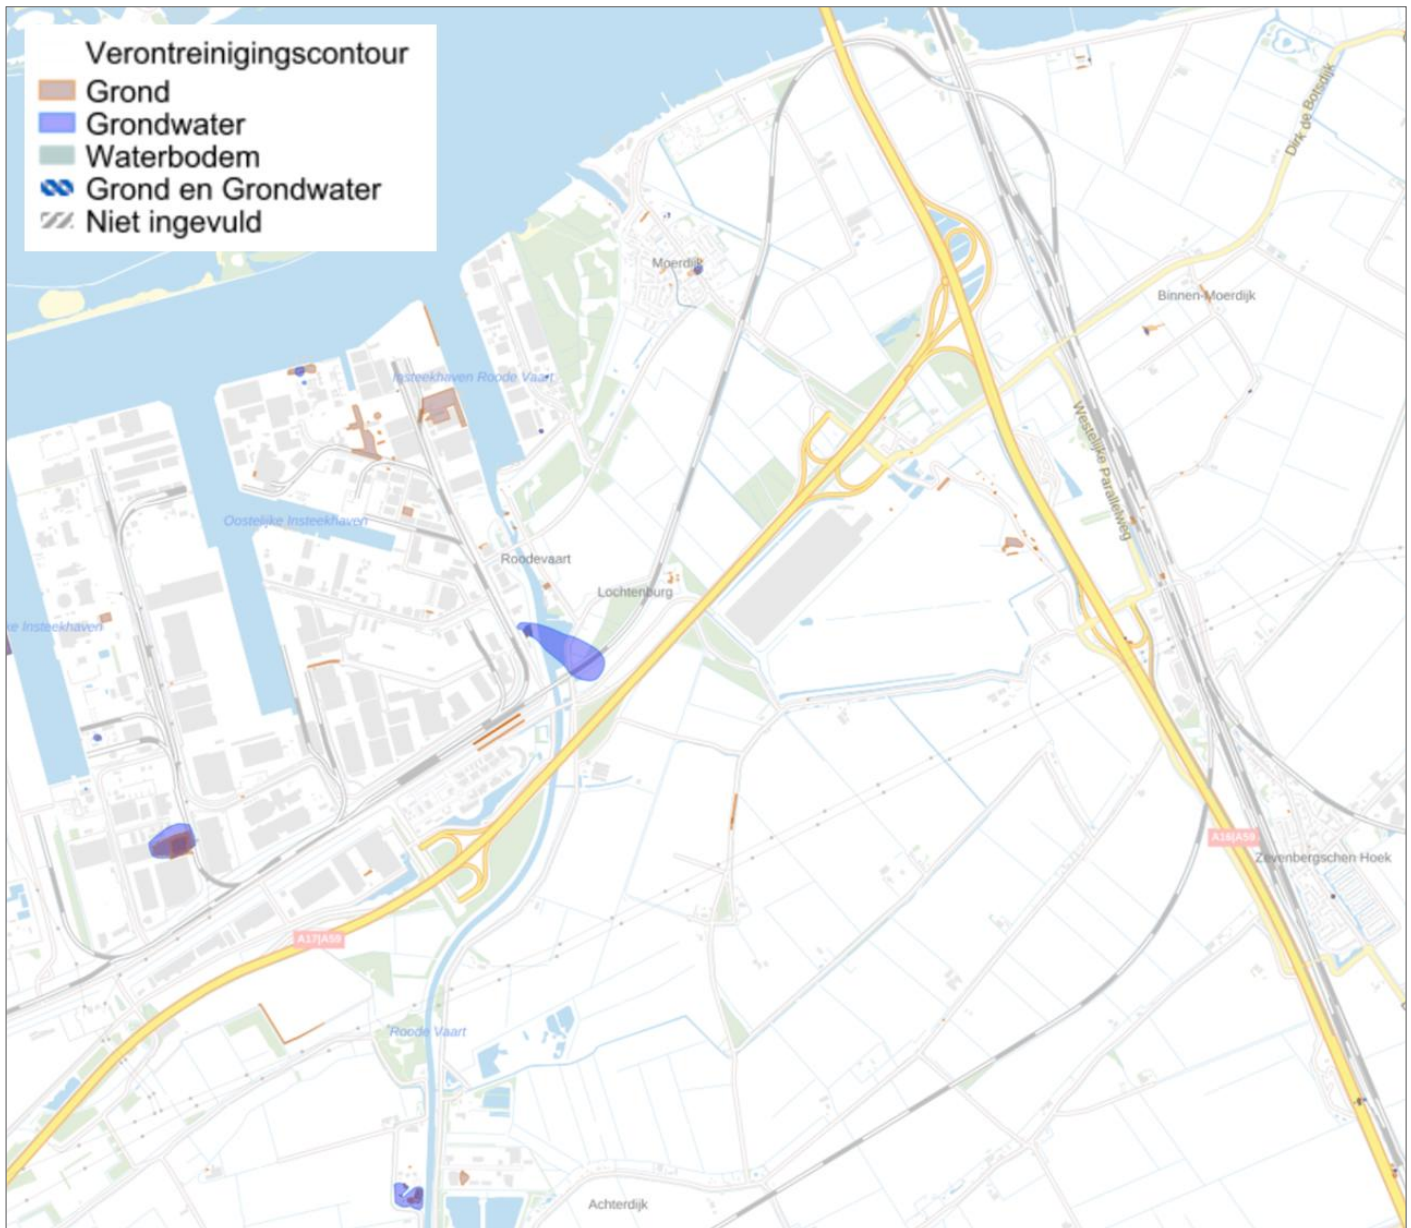 Verontreinigingscontour
Grond
Grondwater
Waterbodem
Grond en Grondwater
Niet ingevuld
Dirk de Botsdijk
Moerdijk
Binnen-Moerdijk
Insteekhaven Roode Vaart
Westelijke Parallelweg
Oostelijke Insteekhaven
Roodevaart
Lochtenburg
ke Insteekhaven
A16|A59
Zevenbergschen Hoek
A17|A59
Roode Vaart
Achterdijk